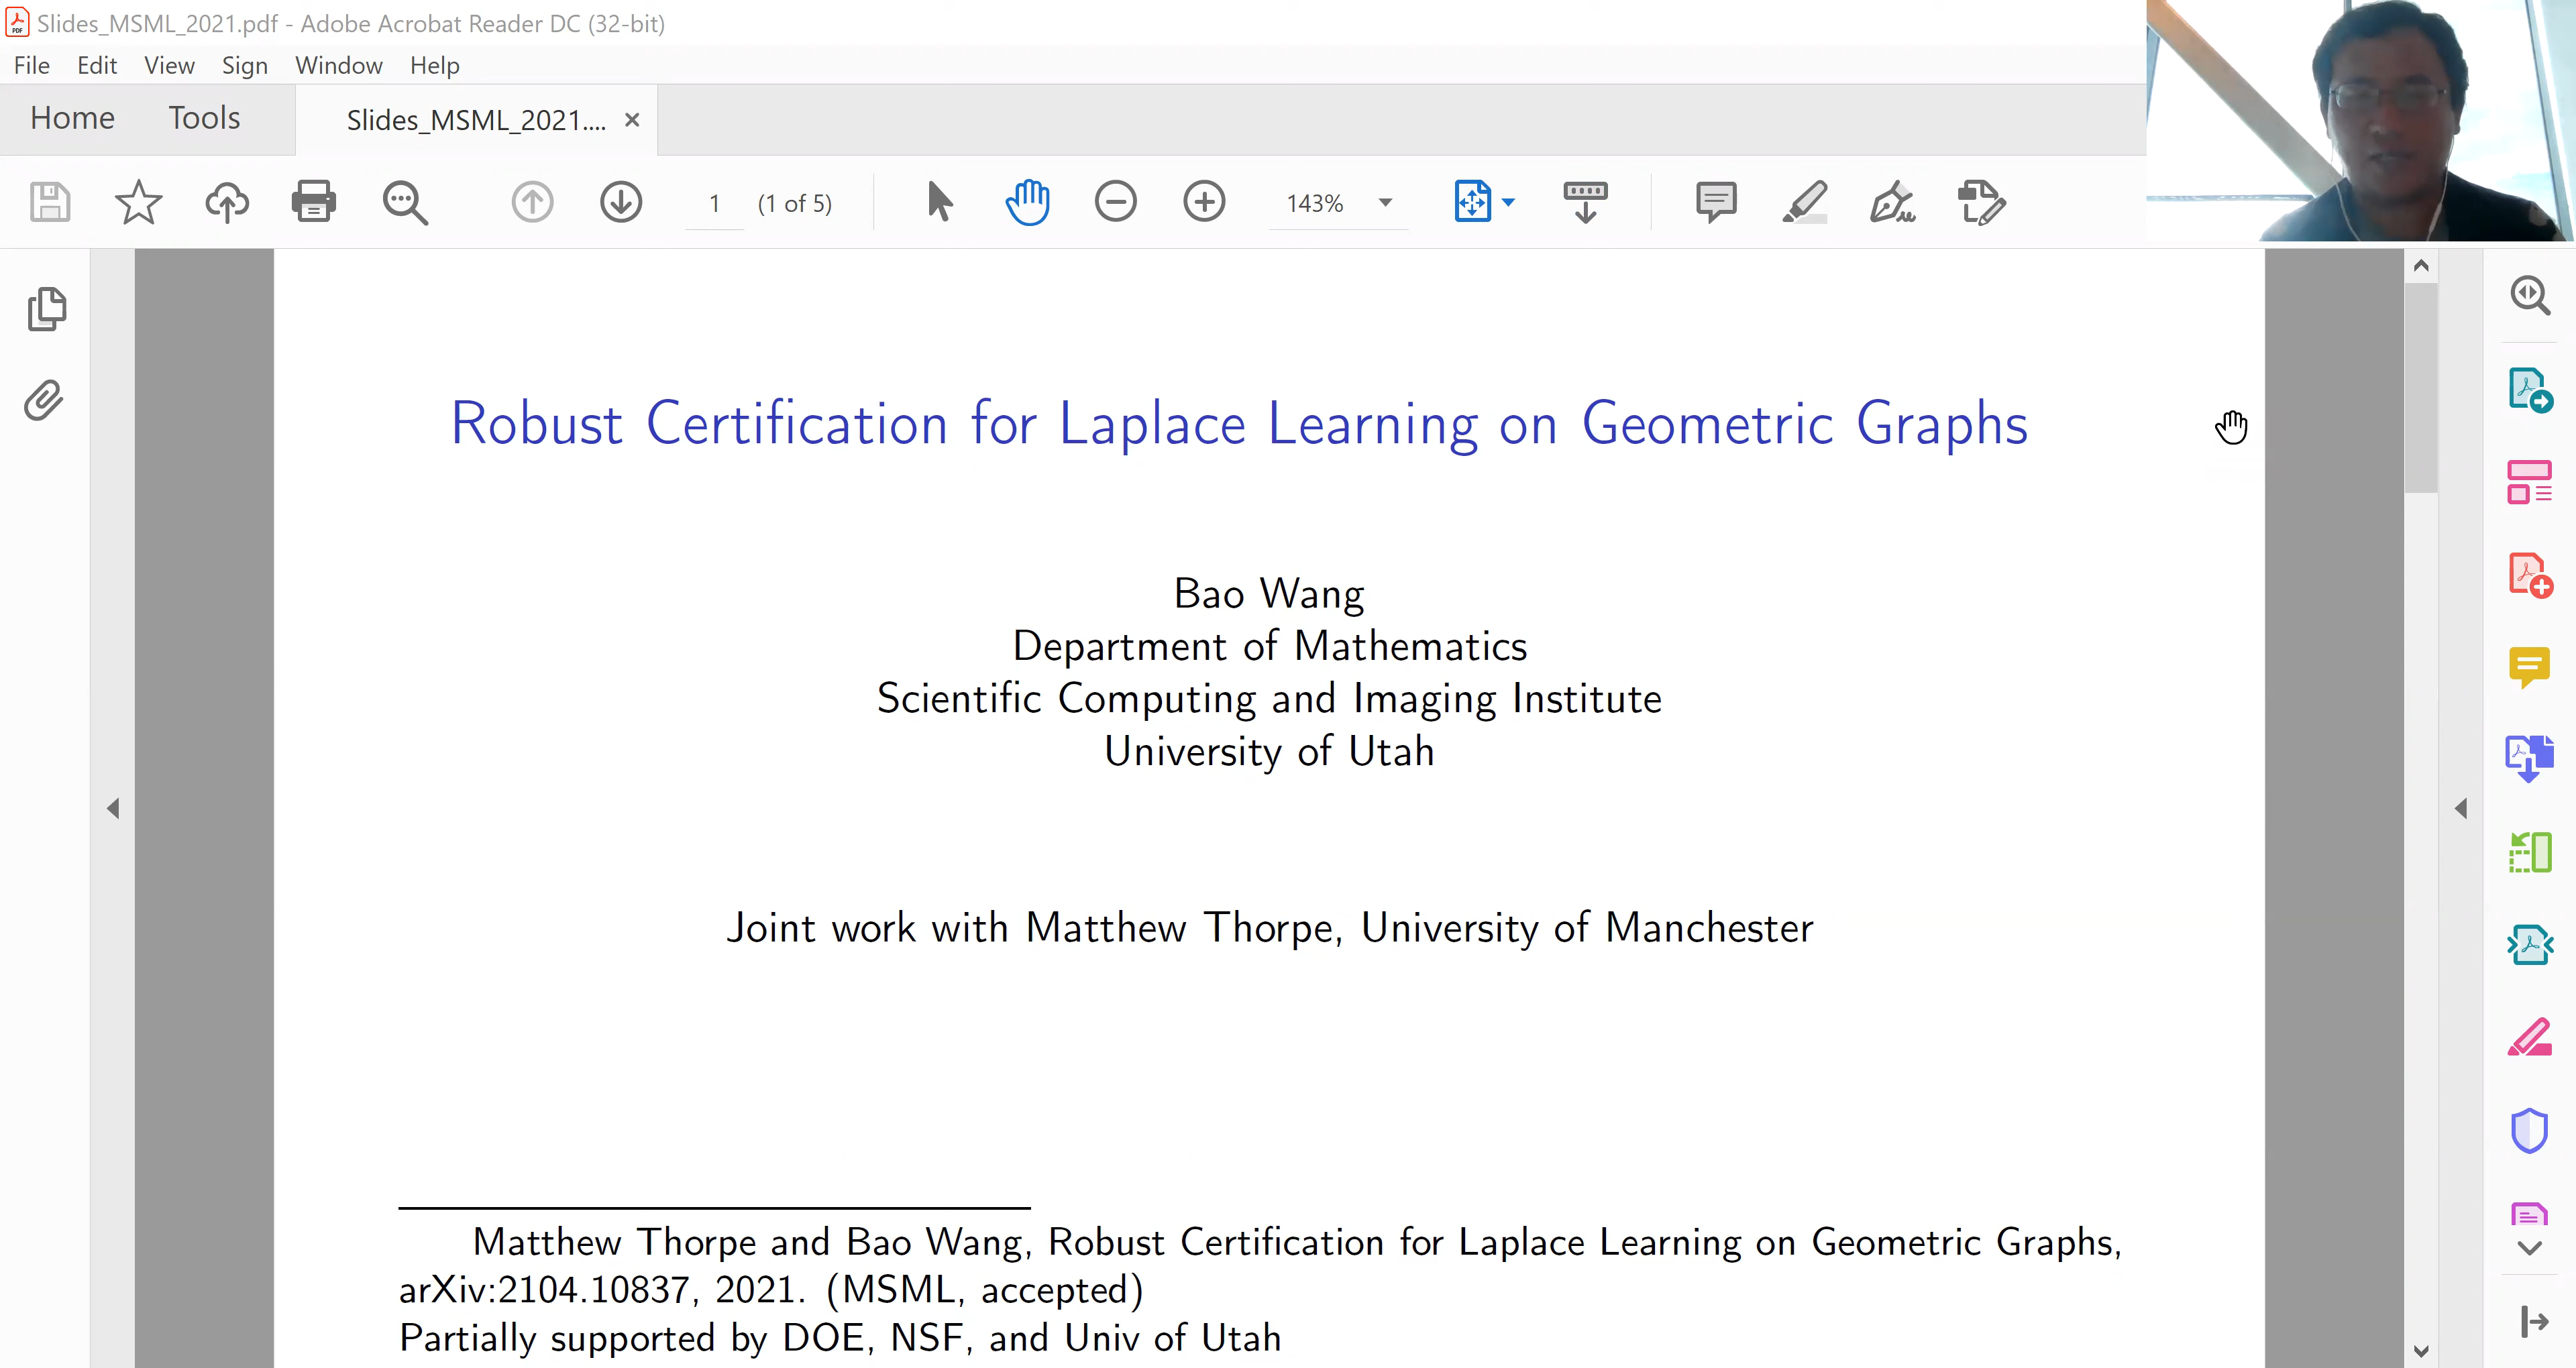 Slides_MSML_2021.pdf - Adobe Acrobat Reader DC (32-bit)
File Edit View Sign Window Help
Home Tools Slides_MSML_2021....
1 (1 of 5) 143%
Robust Certification for Laplace Learning on Geometric Graphs
Bao Wang
Department of Mathematics
Scientific Computing and Imaging Institute
University of Utah
Joint work with Matthew Thorpe, University of Manchester
Matthew Thorpe and Bao Wang, Robust Certification for Laplace Learning on Geometric Graphs,
arXiv:2104.10837, 2021. (MSML, accepted)
Partially supported by DOE, NSF, and Univ of Utah